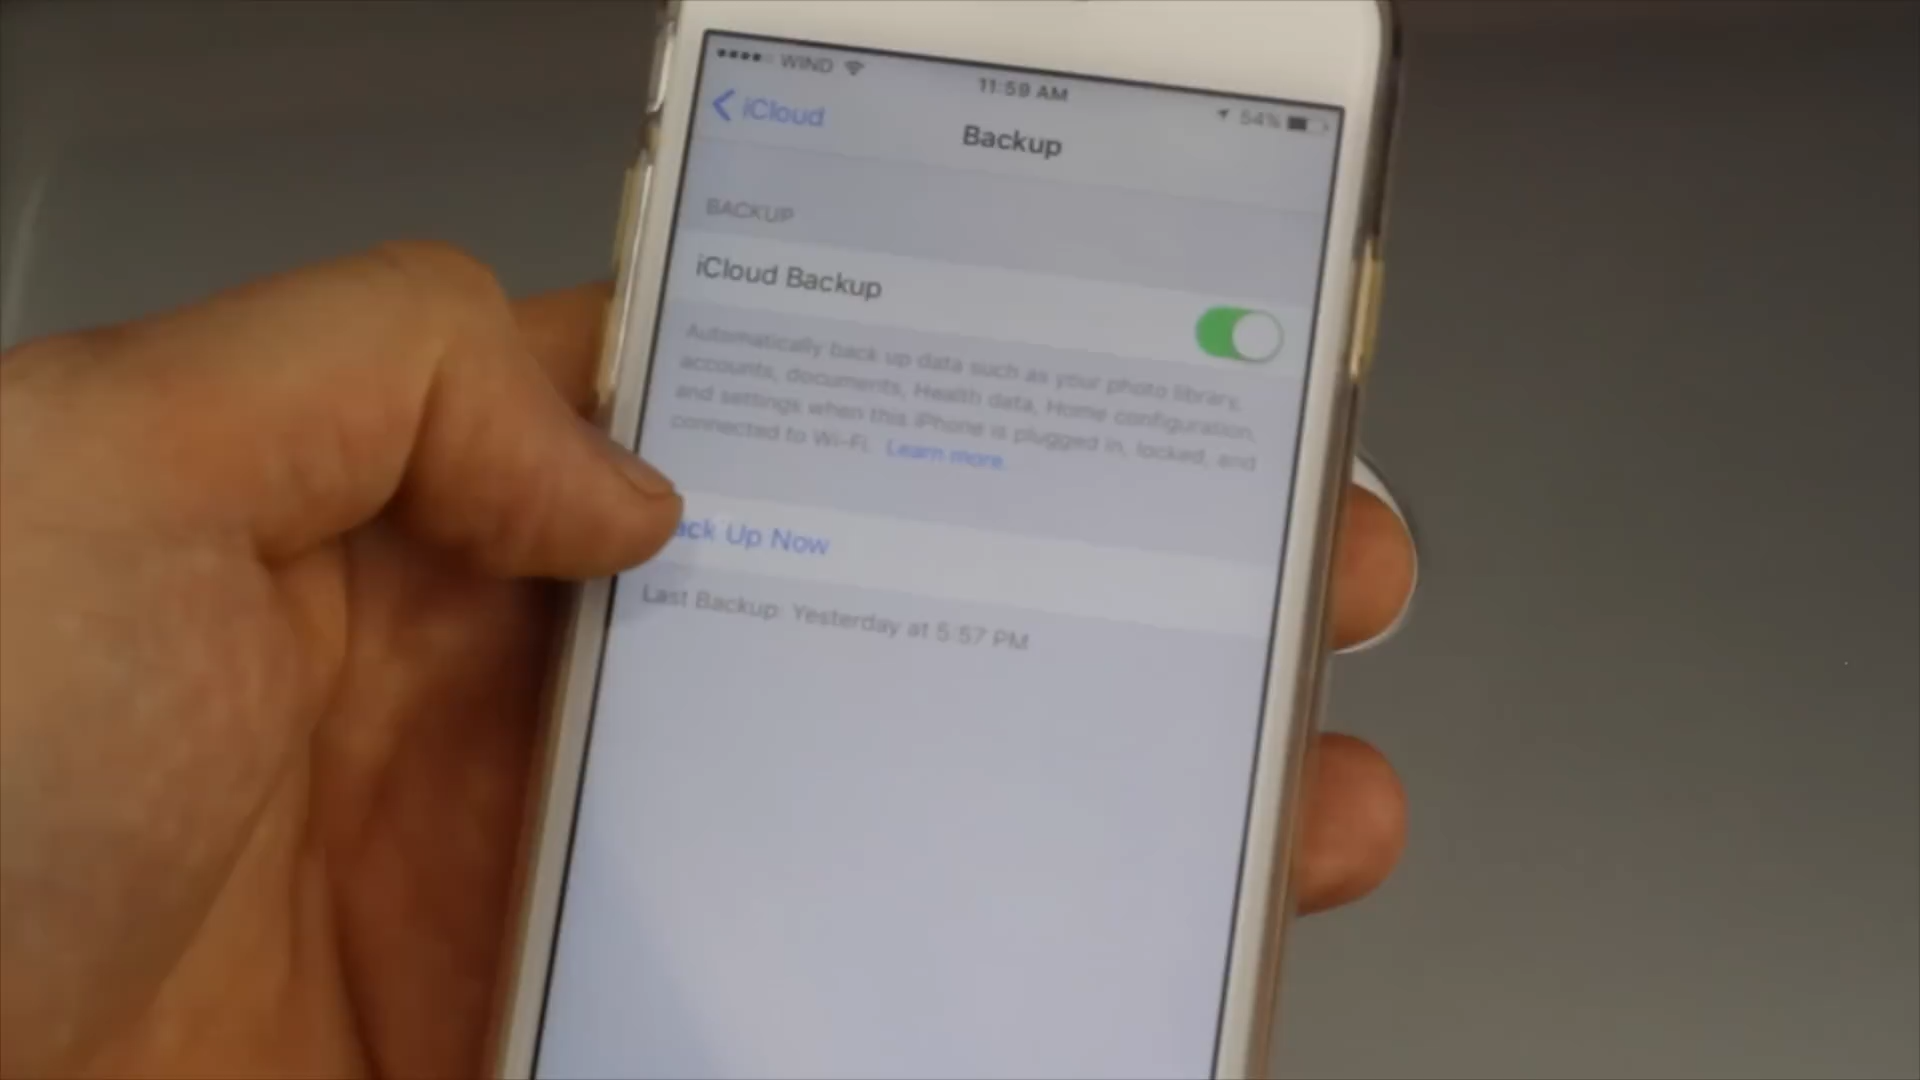 WIND
11:59 AM
54%
iCloud
Backup
BACKUP
iCloud Backup
Automatically back up data such as your photo library,
accounts, documents, Health data, Home configuration,
and settings when this iPhone is plugged in, locked, and
connected to Wi-Fi. Learn more
ack Up Now
Last Backup: Yesterday at 5:57 PM